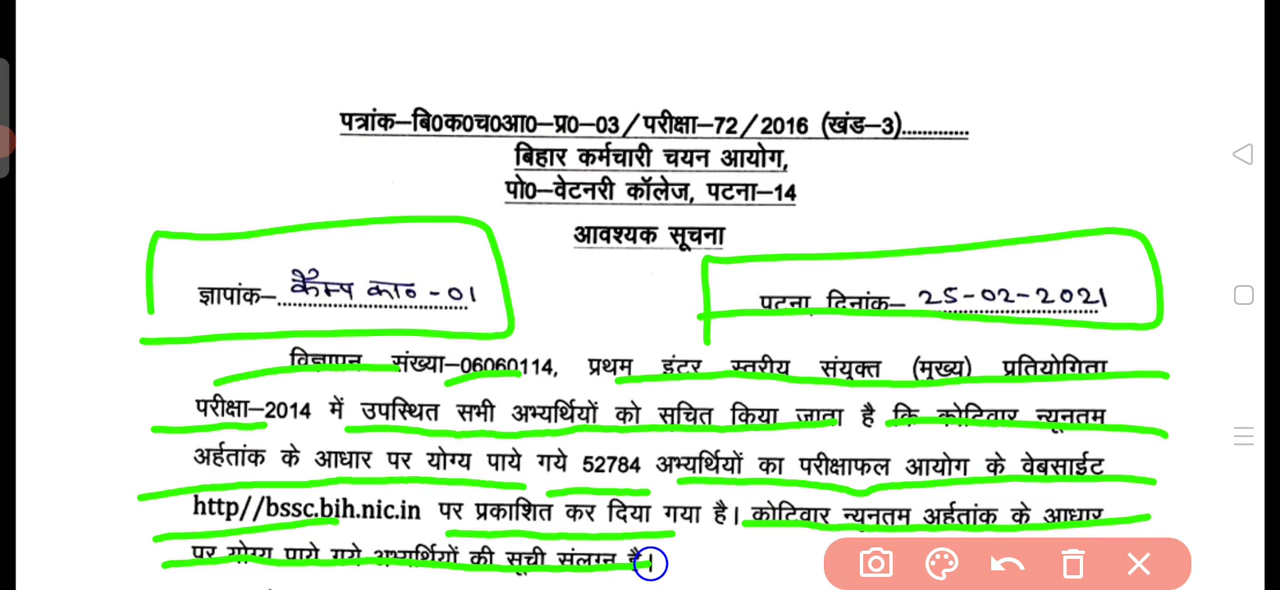 पत्रांक–बि0क0च0आ0–प्र0–03/परीक्षा–72/2016 (खंड–3).............
बिहार कर्मचारी चयन आयोग,
पो0–वेटनरी कॉलेज, पटना–14
आवश्यक सूचना
ज्ञापांक–कैम्प का0-01
पटना, दिनांक– 25-02-2021
विज्ञापन संख्या–06060114, प्रथम इंटर स्तरीय संयुक्त (मुख्य) प्रतियोगिता
परीक्षा–2014 में उपस्थित सभी अभ्यर्थियों को सूचित किया जाता है कि कोटिवार न्यूनतम
अर्हतांक के आधार पर योग्य पाये गये 52784 अभ्यर्थियों का परीक्षाफल आयोग के वेबसाईट
http//bssc.bih.nic.in पर प्रकाशित कर दिया गया है। कोटिवार न्यूनतम अर्हतांक के आधार
पर योग्य पाये गये अभ्यर्थियों की सूची संलग्न है।